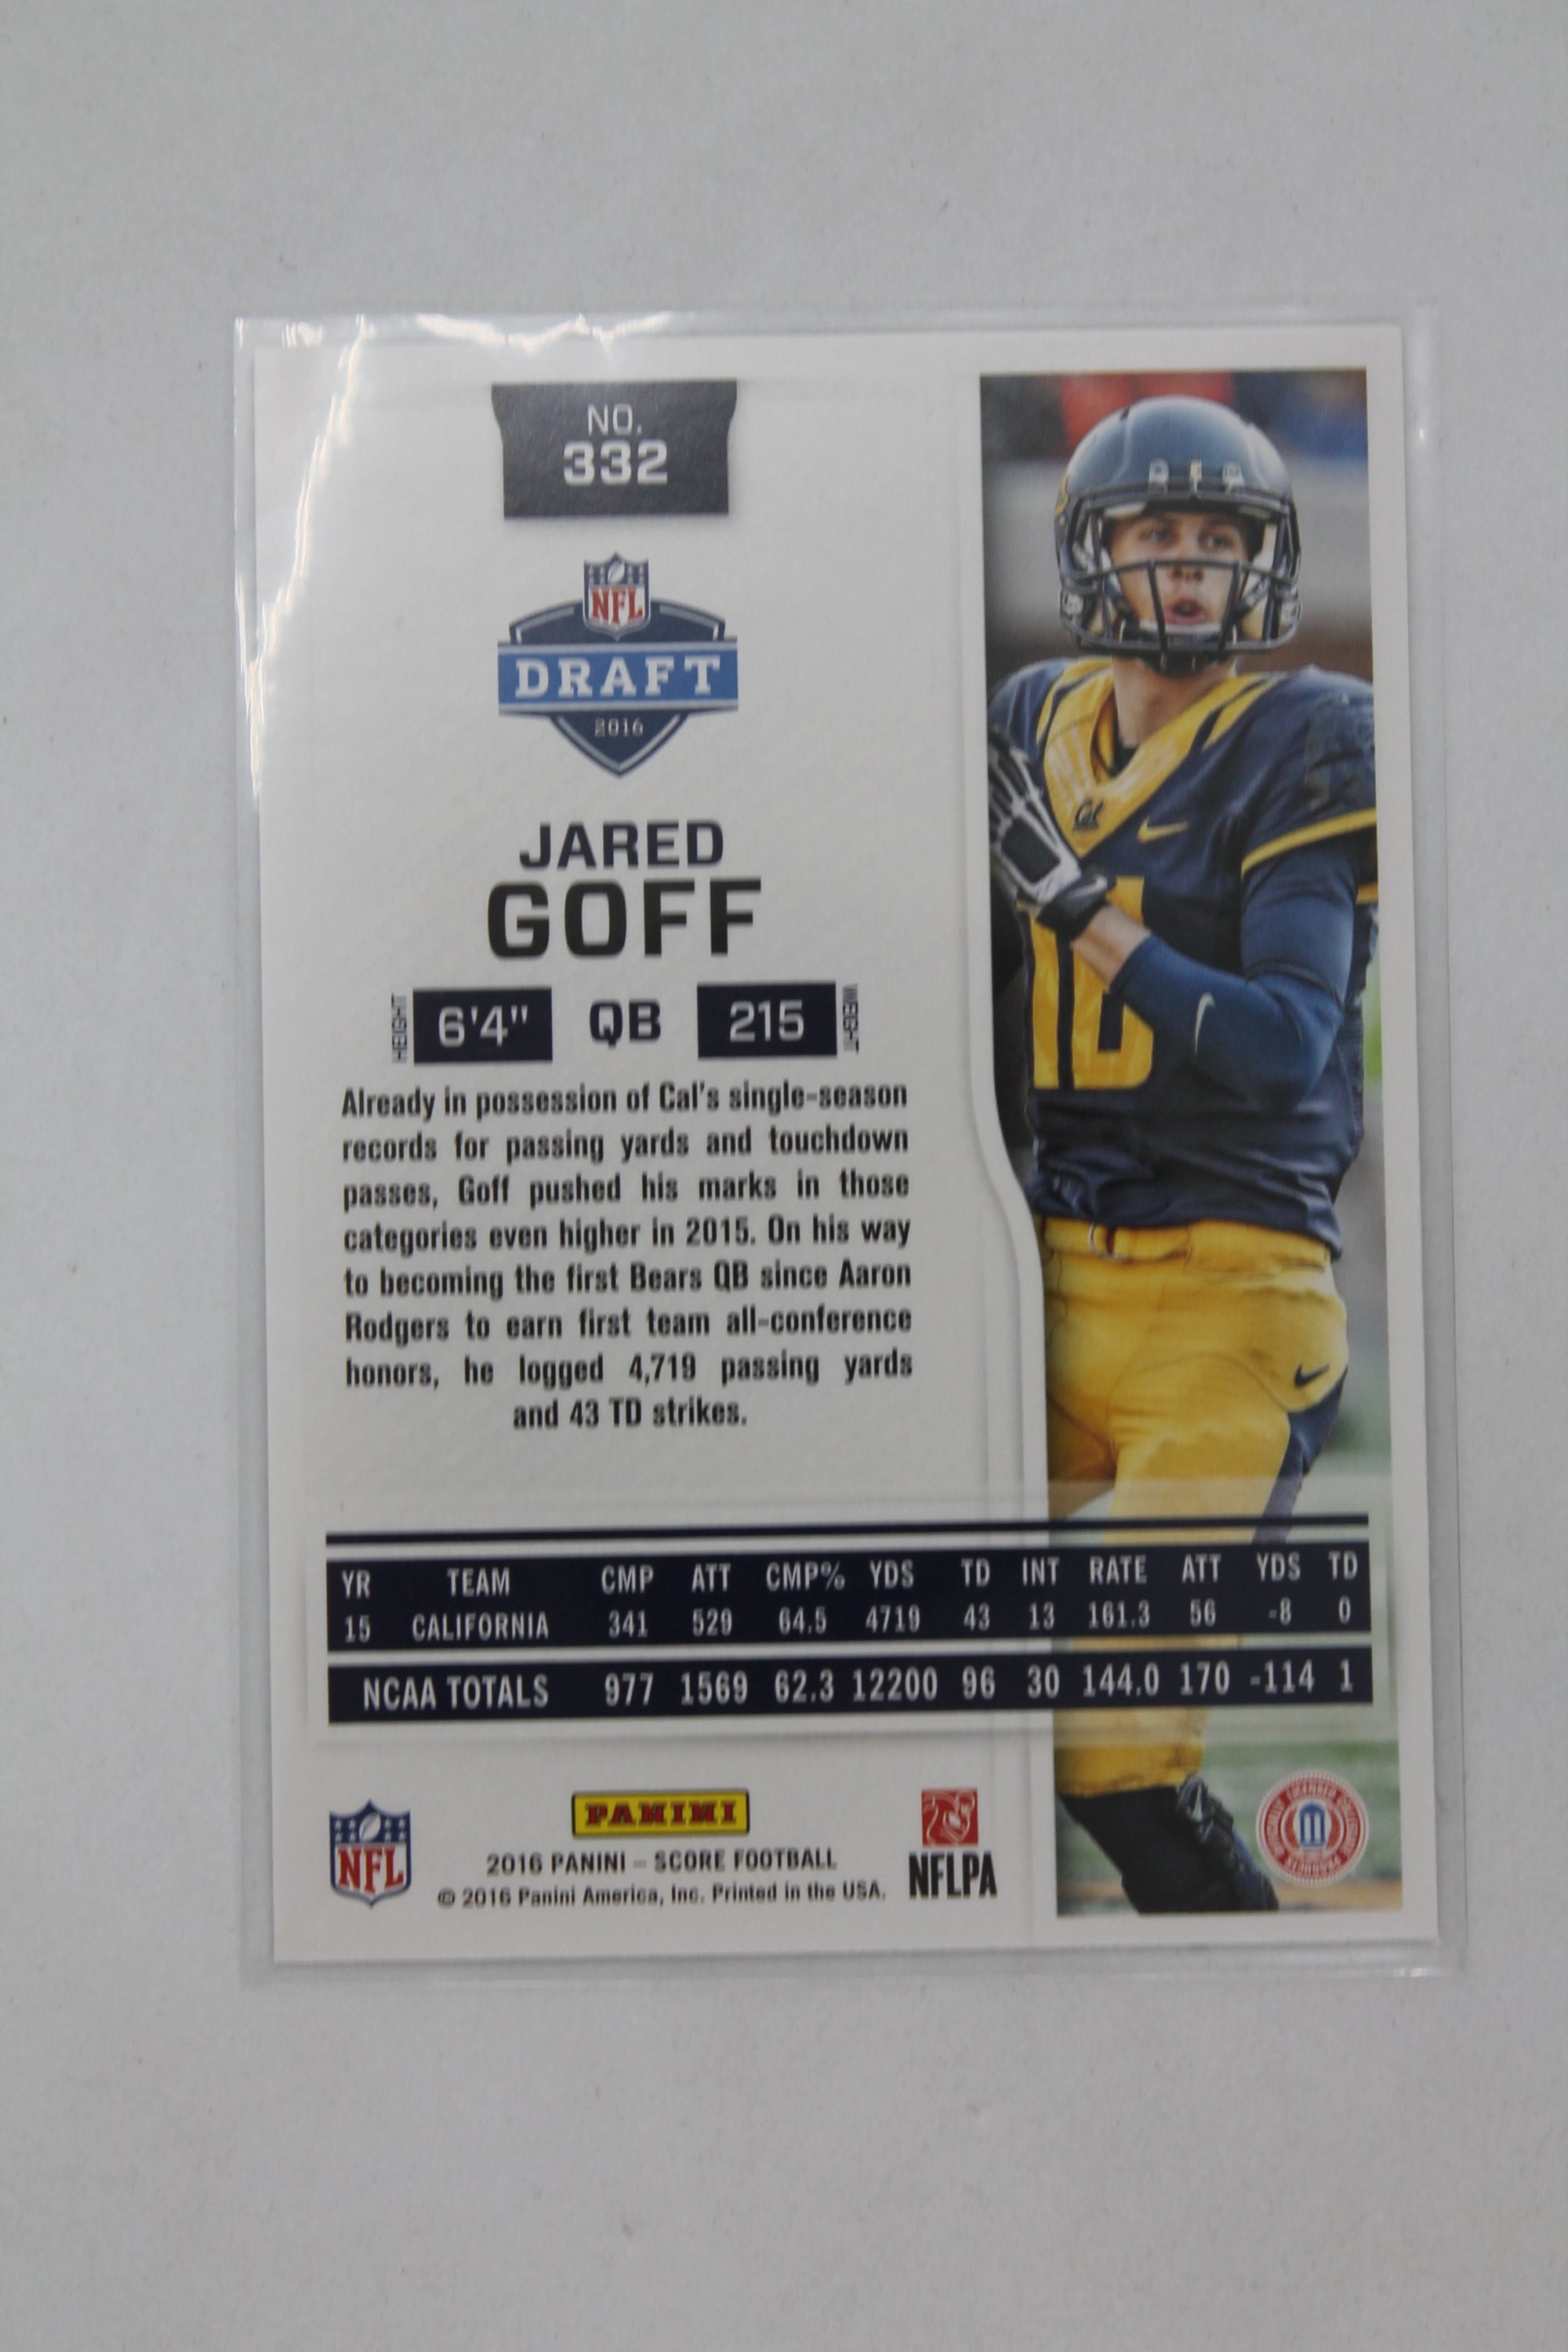 NO.
332
NFL
DRAFT
2016
JARED
GOFF
HEIGHT 6'4" QB 215 WEIGHT
Already in possession of Cal's single-season
records for passing yards and touchdown
passes, Goff pushed his marks in those
categories even higher in 2015. On his way
to becoming the first Bears QB since Aaron
Rodgers to earn first team all-conference
honors, he logged 4,719 passing yards
and 43 TD strikes.
Cal
16
YR TEAM CMP ATT CMP% YDS TD INT RATE ATT YDS TD
15 CALIFORNIA 341 529 64.5 4719 43 13 161.3 56 -8 0
NCAA TOTALS 977 1569 62.3 12200 96 30 144.0 170 -114 1
NFL
PANINI
2016 PANINI – SCORE FOOTBALL
© 2016 Panini America, Inc. Printed in the USA.
NFLPA